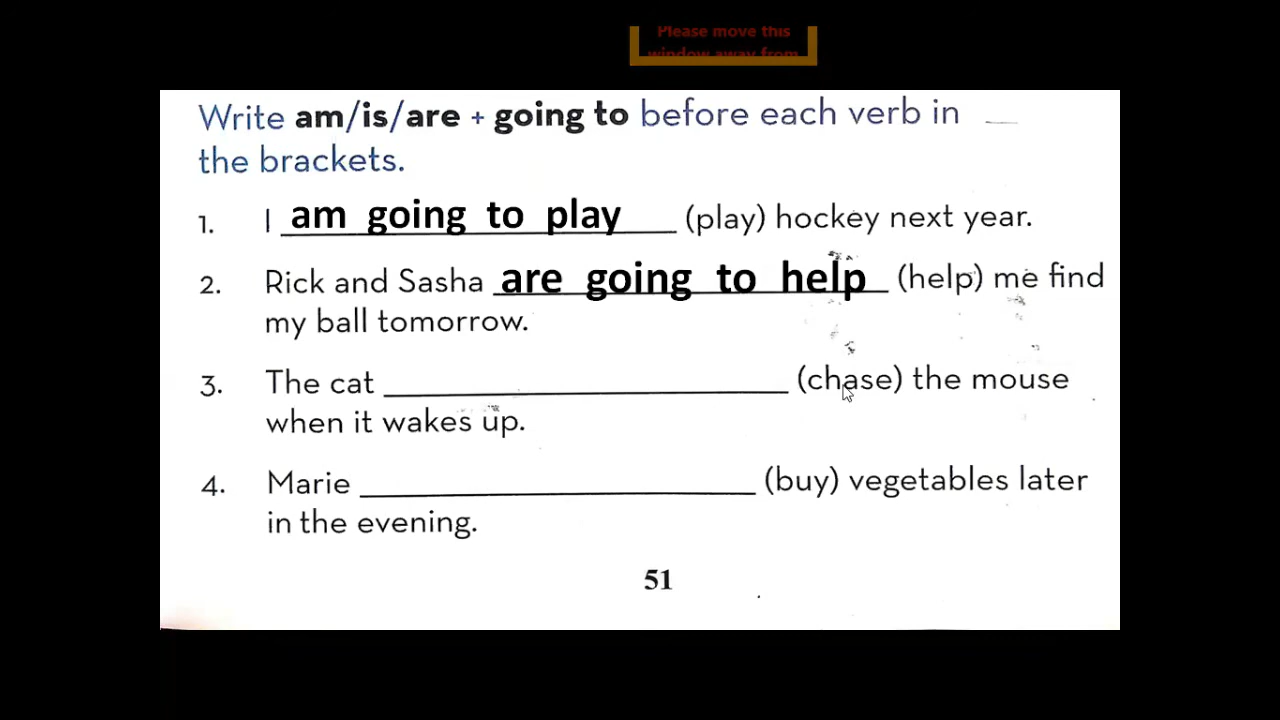 Please move this
window away from
Write am/is/are + going to before each verb in
the brackets.
1. I am going to play (play) hockey next year.
2. Rick and Sasha are going to help (help) me find
my ball tomorrow.
3. The cat (chase) the mouse
when it wakes up.
4. Marie (buy) vegetables later
in the evening.
51